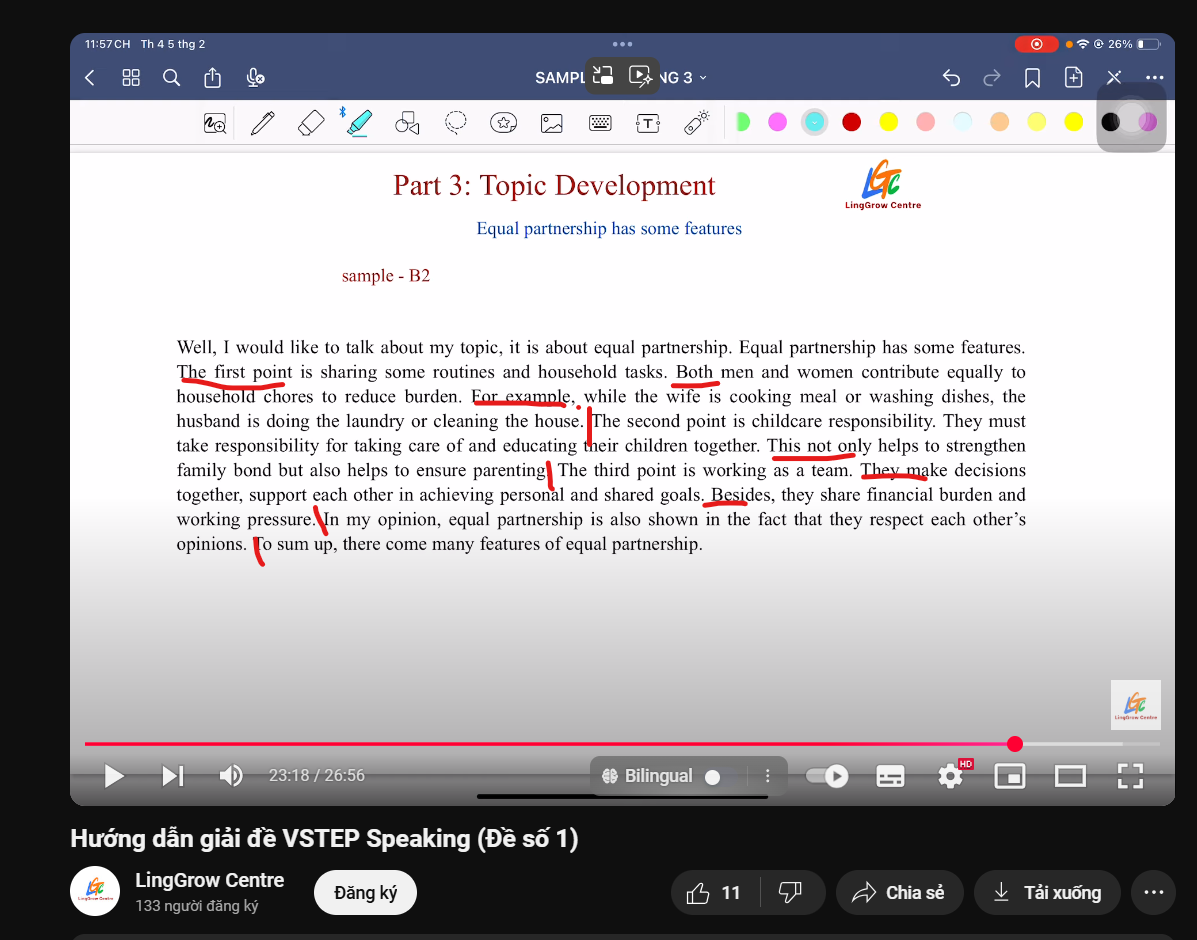 11:57 CH Th 4 5 thg 2
26%
SAMPL NG 3
Part 3: Topic Development
LGTC
LingGrow Centre
Equal partnership has some features
sample - B2
Well, I would like to talk about my topic, it is about equal partnership. Equal partnership has some features.
The first point is sharing some routines and household tasks. Both men and women contribute equally to
household chores to reduce burden. For example, while the wife is cooking meal or washing dishes, the
husband is doing the laundry or cleaning the house. The second point is childcare responsibility. They must
take responsibility for taking care of and educating their children together. This not only helps to strengthen
family bond but also helps to ensure parenting. The third point is working as a team. They make decisions
together, support each other in achieving personal and shared goals. Besides, they share financial burden and
working pressure. In my opinion, equal partnership is also shown in the fact that they respect each other's
opinions. To sum up, there come many features of equal partnership.
LGTC
LingGrow Centre
23:18 / 26:56
Bilingual
HD
Hướng dẫn giải đề VSTEP Speaking (Đề số 1)
LingGrow Centre
133 người đăng ký
Đăng ký
11
Chia sẻ
Tải xuống